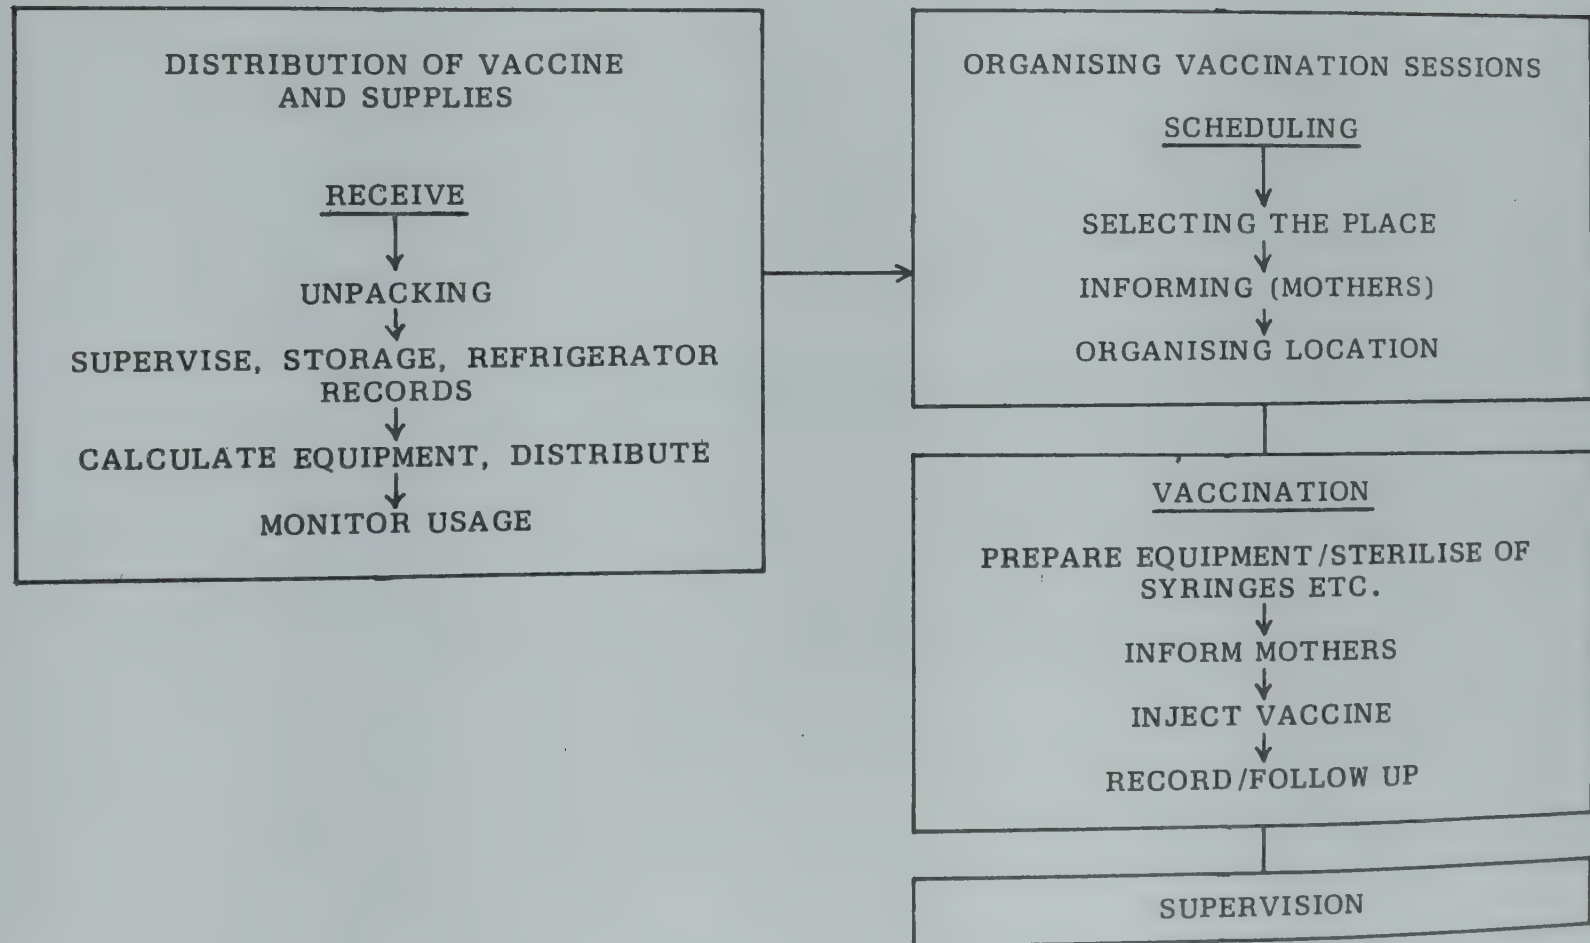 DISTRIBUTION OF VACCINE
AND SUPPLIES
RECEIVE
UNPACKING
SUPERVISE, STORAGE, REFRIGERATOR
RECORDS
CALCULATE EQUIPMENT, DISTRIBUTE
MONITOR USAGE
ORGANISING VACCINATION SESSIONS
SCHEDULING
SELECTING THE PLACE
INFORMING (MOTHERS)
ORGANISING LOCATION
VACCINATION
PREPARE EQUIPMENT/STERILISE OF
SYRINGES ETC.
INFORM MOTHERS
INJECT VACCINE
RECORD/FOLLOW UP
SUPERVISION